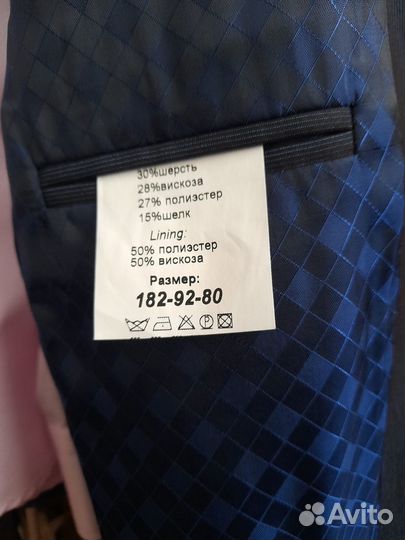 30%шерсть
28%вискоза
27% полиэстер
15%шелк
Lining:
50% полиэстер
50% вискоза
Размер:
182-92-80
Avito